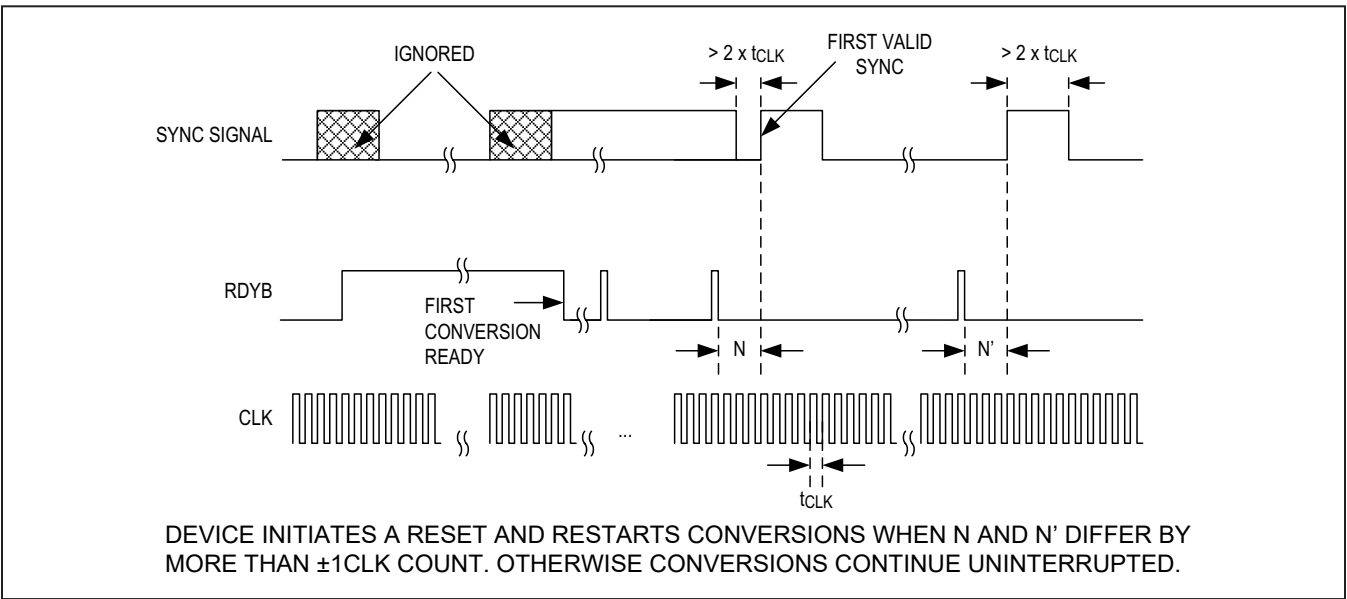 IGNORED
> 2 x tCLK
FIRST VALID
SYNC
> 2 x tCLK
SYNC SIGNAL
RDYB
FIRST
CONVERSION
READY
N
N’
CLK
...
tCLK
DEVICE INITIATES A RESET AND RESTARTS CONVERSIONS WHEN N AND N’ DIFFER BY
MORE THAN ±1CLK COUNT. OTHERWISE CONVERSIONS CONTINUE UNINTERRUPTED.